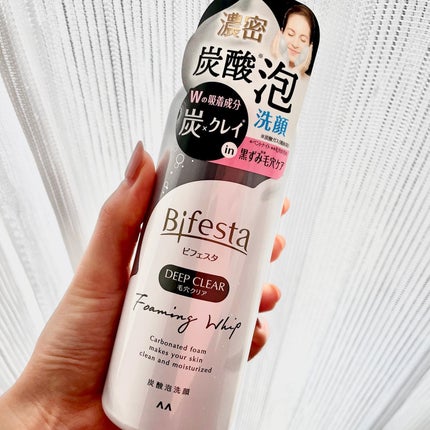 濃密
炭酸泡
洗顔
Wの吸着成分
炭×クレイ
in
黒ずみ毛穴ケア
Bifesta
ビフェスタ
DEEP CLEAR
毛穴クリア
Foaming Whip
Carbonated foam
makes your skin
clean and moisturized
炭酸泡洗顔